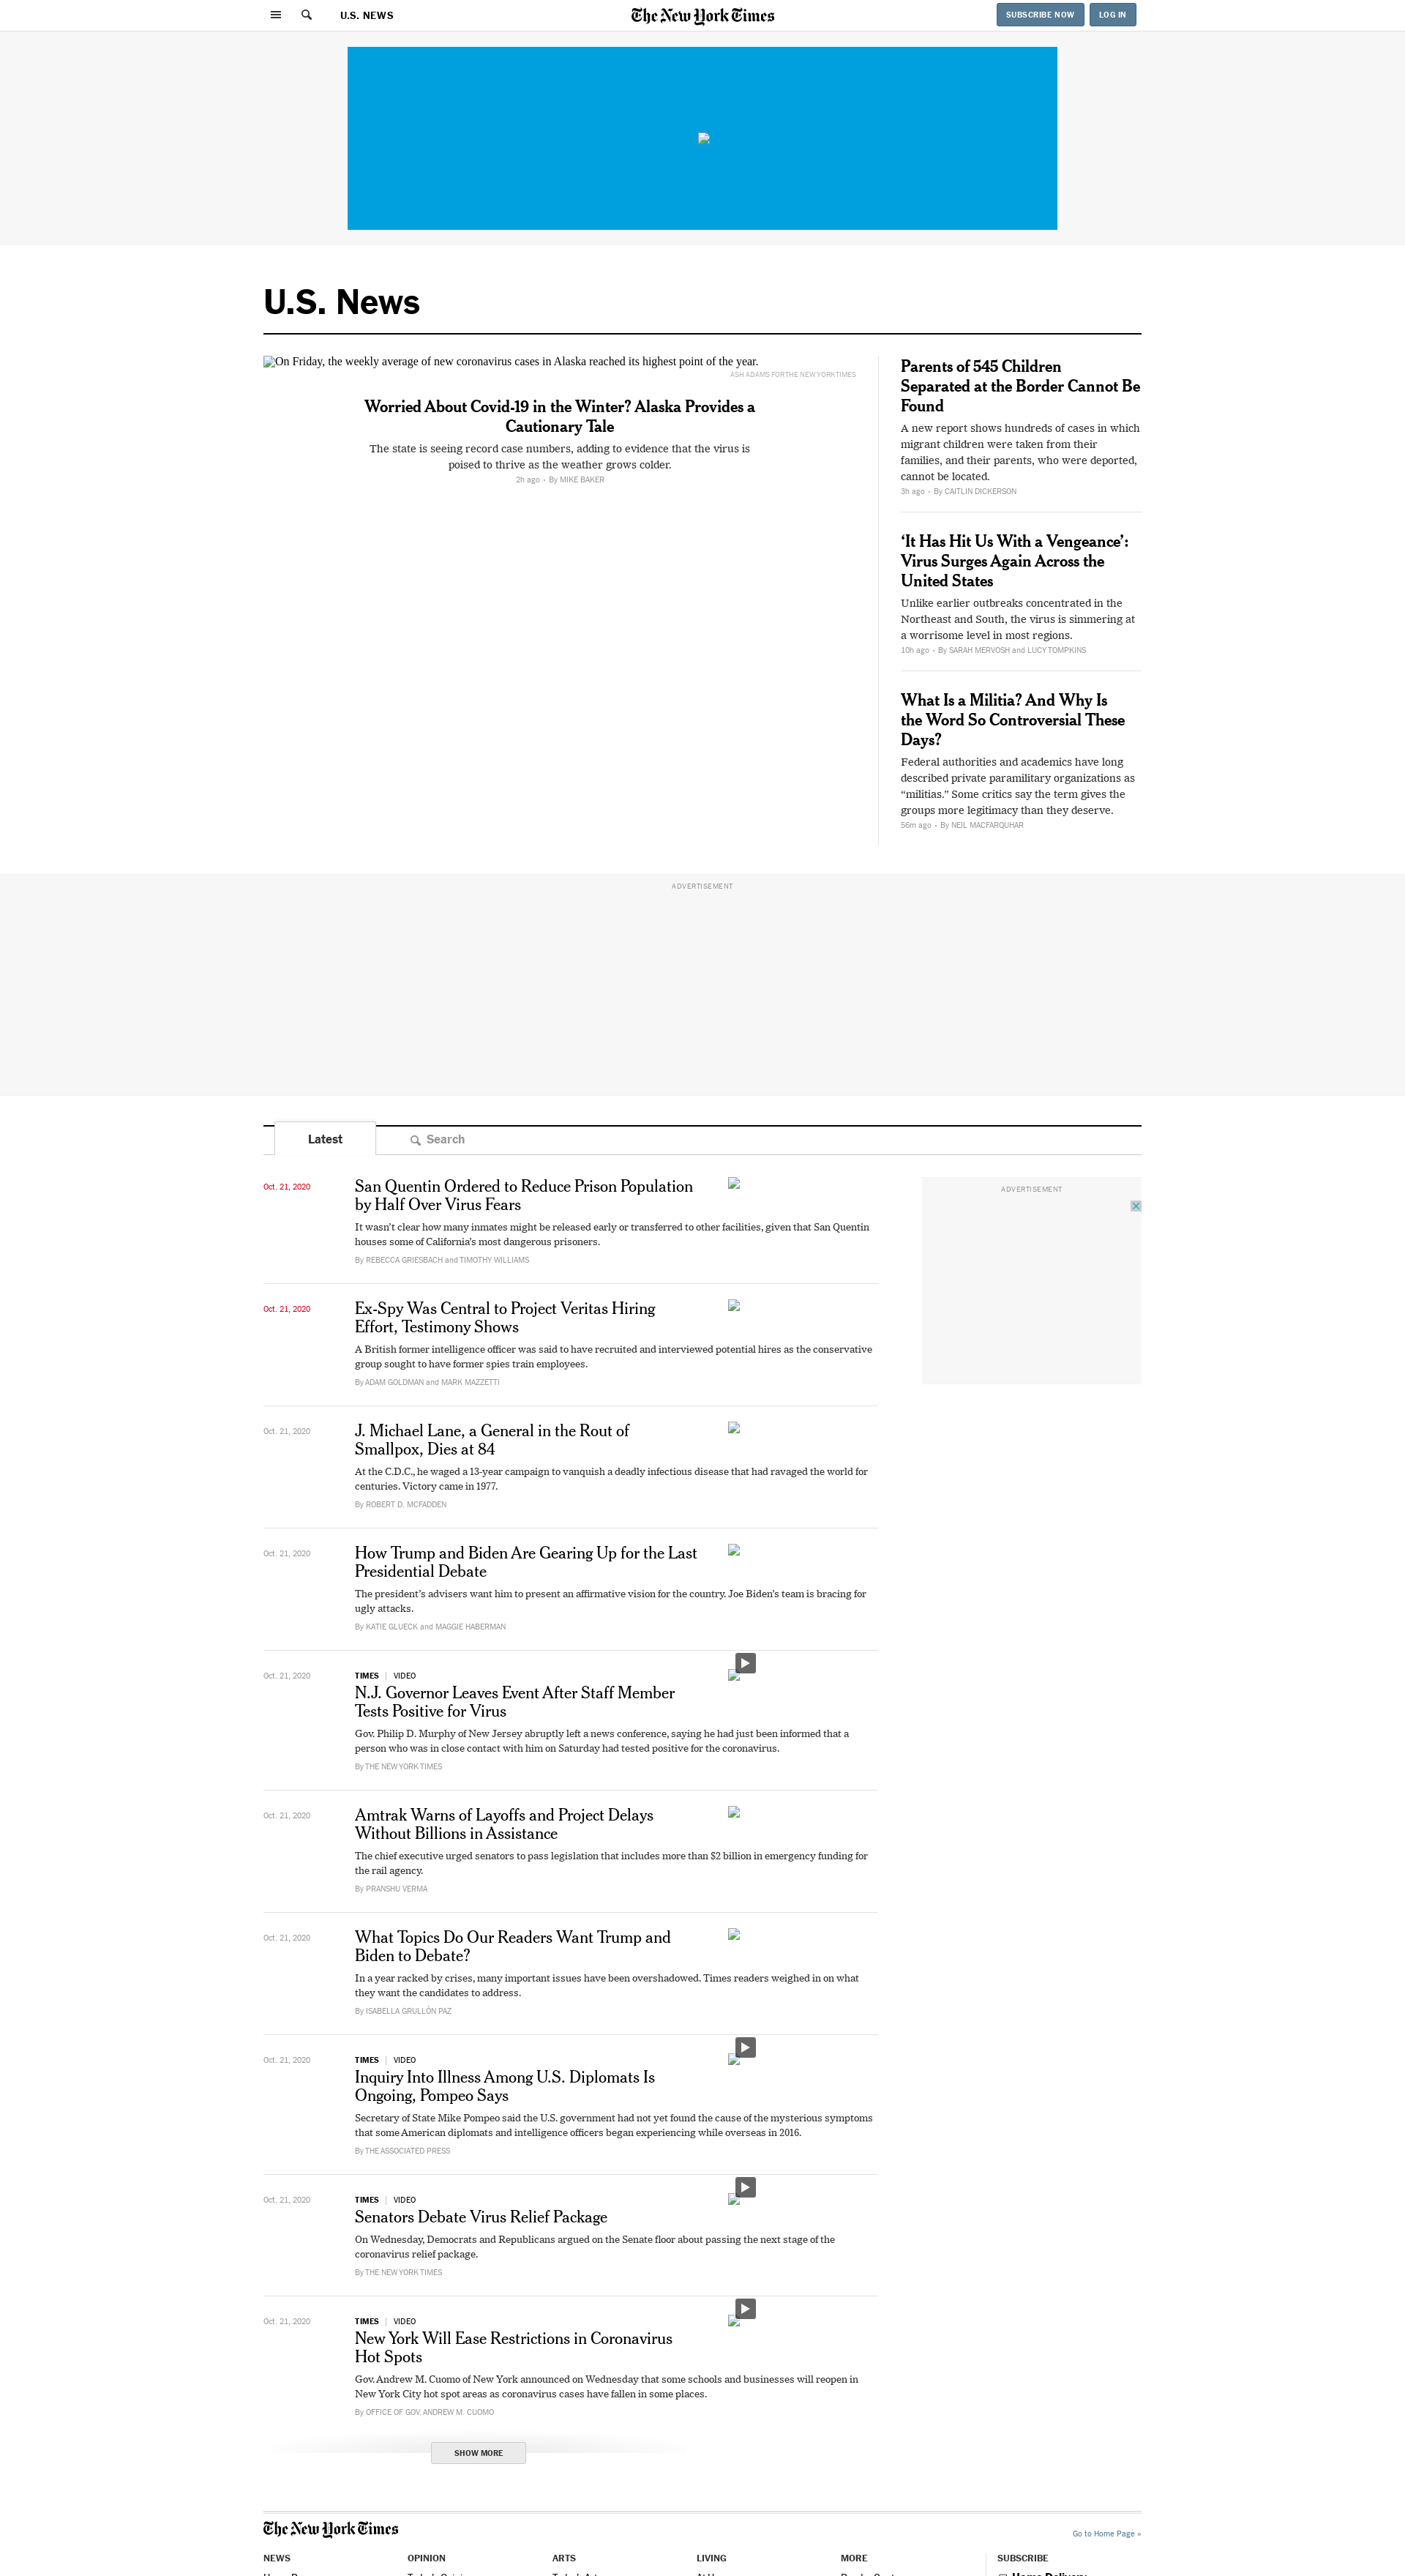 U.S. NEWS
The New York Times
SUBSCRIBE NOW
LOG IN
U.S. News
On Friday, the weekly average of new coronavirus cases in Alaska reached its highest point of the year.
ASH ADAMS FOR THE NEW YORK TIMES
Worried About Covid-19 in the Winter? Alaska Provides a
Cautionary Tale
The state is seeing record case numbers, adding to evidence that the virus is
poised to thrive as the weather grows colder.
2h ago • By MIKE BAKER
Parents of 545 Children
Separated at the Border Cannot Be
Found
A new report shows hundreds of cases in which
migrant children were taken from their
families, and their parents, who were deported,
cannot be located.
3h ago • By CAITLIN DICKERSON
‘It Has Hit Us With a Vengeance’:
Virus Surges Again Across the
United States
Unlike earlier outbreaks concentrated in the
Northeast and South, the virus is simmering at
a worrisome level in most regions.
10h ago • By SARAH MERVOSH and LUCY TOMPKINS
What Is a Militia? And Why Is
the Word So Controversial These
Days?
Federal authorities and academics have long
described private paramilitary organizations as
“militias.” Some critics say the term gives the
groups more legitimacy than they deserve.
56m ago • By NEIL MACFARQUHAR
ADVERTISEMENT
Latest
Search
Oct. 21, 2020
San Quentin Ordered to Reduce Prison Population
by Half Over Virus Fears
It wasn’t clear how many inmates might be released early or transferred to other facilities, given that San Quentin
houses some of California’s most dangerous prisoners.
By REBECCA GRIESBACH and TIMOTHY WILLIAMS
ADVERTISEMENT
Oct. 21, 2020
Ex-Spy Was Central to Project Veritas Hiring
Effort, Testimony Shows
A British former intelligence officer was said to have recruited and interviewed potential hires as the conservative
group sought to have former spies train employees.
By ADAM GOLDMAN and MARK MAZZETTI
Oct. 21, 2020
J. Michael Lane, a General in the Rout of
Smallpox, Dies at 84
At the C.D.C., he waged a 13-year campaign to vanquish a deadly infectious disease that had ravaged the world for
centuries. Victory came in 1977.
By ROBERT D. MCFADDEN
Oct. 21, 2020
How Trump and Biden Are Gearing Up for the Last
Presidential Debate
The president’s advisers want him to present an affirmative vision for the country. Joe Biden’s team is bracing for
ugly attacks.
By KATIE GLUECK and MAGGIE HABERMAN
Oct. 21, 2020
TIMES | VIDEO
N.J. Governor Leaves Event After Staff Member
Tests Positive for Virus
Gov. Philip D. Murphy of New Jersey abruptly left a news conference, saying he had just been informed that a
person who was in close contact with him on Saturday had tested positive for the coronavirus.
By THE NEW YORK TIMES
Oct. 21, 2020
Amtrak Warns of Layoffs and Project Delays
Without Billions in Assistance
The chief executive urged senators to pass legislation that includes more than $2 billion in emergency funding for
the rail agency.
By PRANSHU VERMA
Oct. 21, 2020
What Topics Do Our Readers Want Trump and
Biden to Debate?
In a year racked by crises, many important issues have been overshadowed. Times readers weighed in on what
they want the candidates to address.
By ISABELLA GRULLÓN PAZ
Oct. 21, 2020
TIMES | VIDEO
Inquiry Into Illness Among U.S. Diplomats Is
Ongoing, Pompeo Says
Secretary of State Mike Pompeo said the U.S. government had not yet found the cause of the mysterious symptoms
that some American diplomats and intelligence officers began experiencing while overseas in 2016.
By THE ASSOCIATED PRESS
Oct. 21, 2020
TIMES | VIDEO
Senators Debate Virus Relief Package
On Wednesday, Democrats and Republicans argued on the Senate floor about passing the next stage of the
coronavirus relief package.
By THE NEW YORK TIMES
Oct. 21, 2020
TIMES | VIDEO
New York Will Ease Restrictions in Coronavirus
Hot Spots
Gov. Andrew M. Cuomo of New York announced on Wednesday that some schools and businesses will reopen in
New York City hot spot areas as coronavirus cases have fallen in some places.
By OFFICE OF GOV. ANDREW M. CUOMO
SHOW MORE
The New York Times
Go to Home Page »
NEWS
OPINION
ARTS
LIVING
MORE
SUBSCRIBE